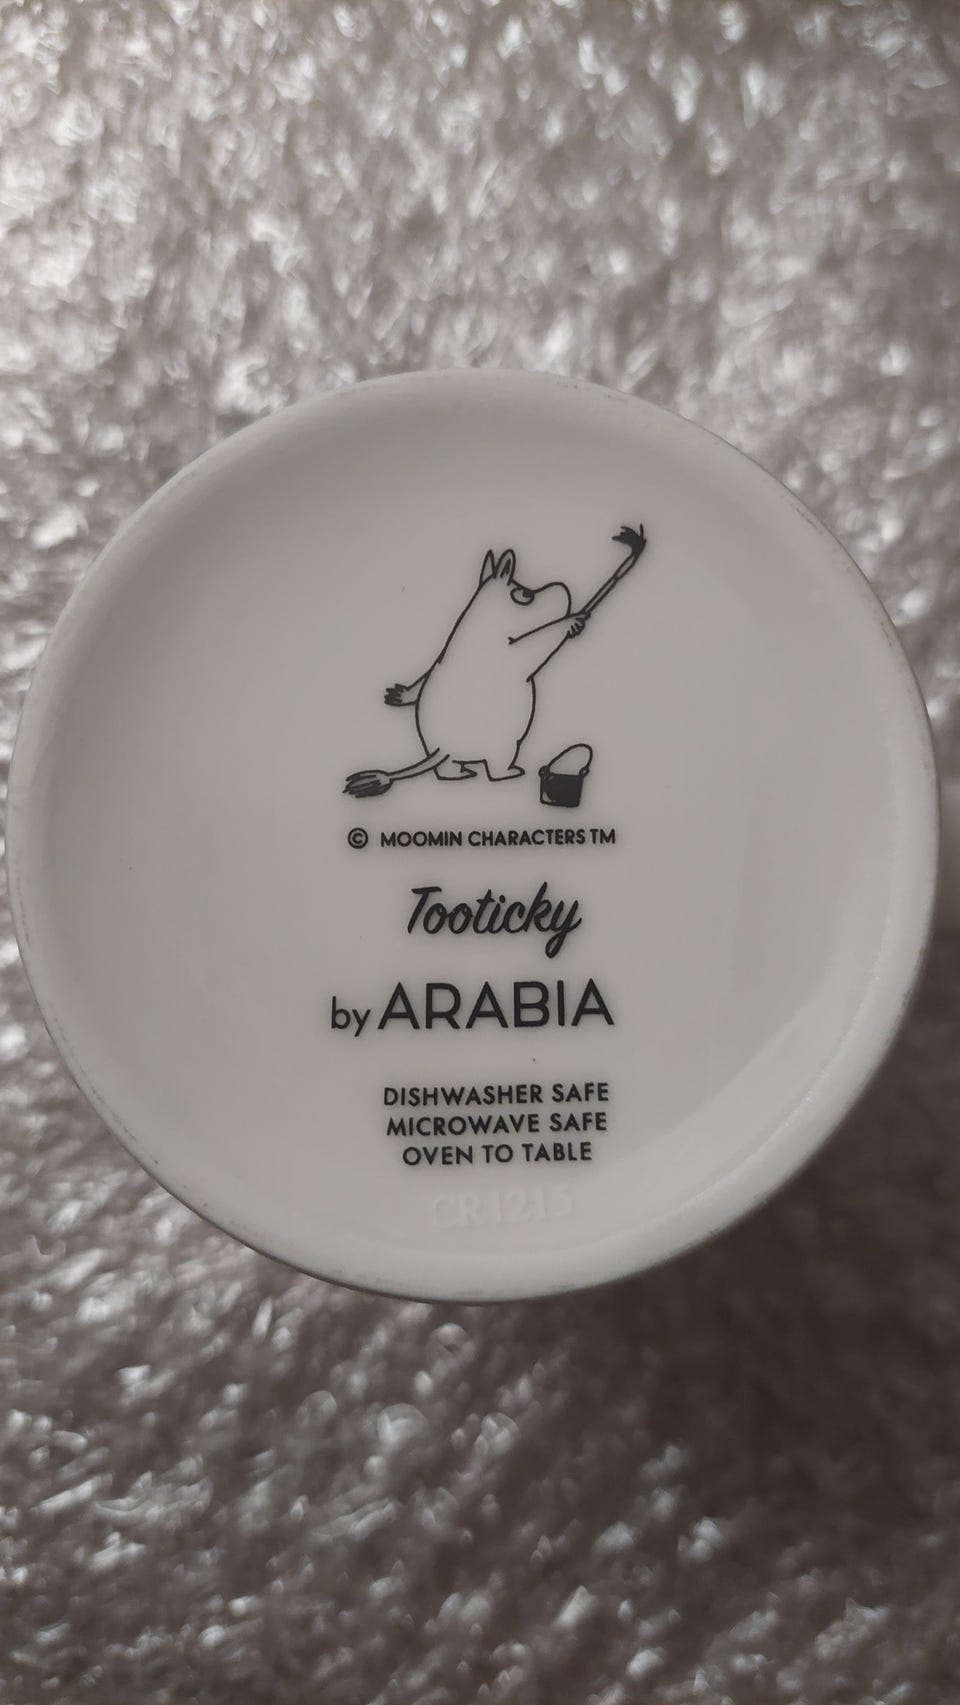 © MOOMIN CHARACTERS TM
Tooticky
by ARABIA
DISHWASHER SAFE
MICROWAVE SAFE
OVEN TO TABLE
CR1215